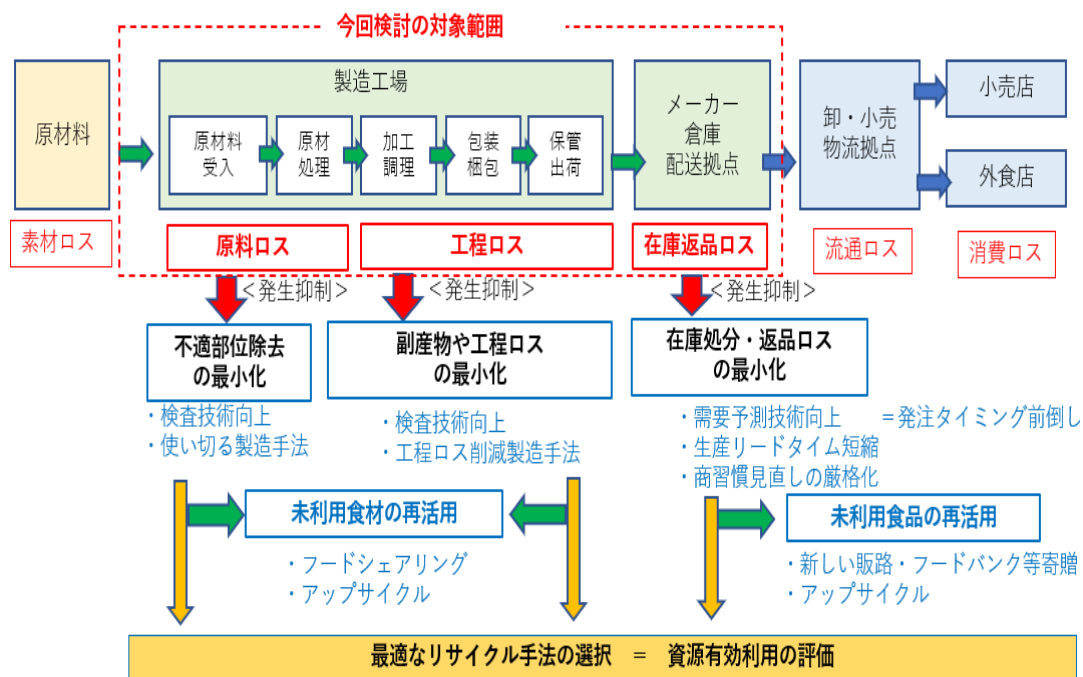 今回検討の対象範囲
原材料
製造工場
原材料
受入
原材
処理
加工
調理
包装
梱包
保管
出荷
メーカー
倉庫
配送拠点
卸・小売
物流拠点
小売店
外食店
素材ロス
原料ロス
工程ロス
在庫返品ロス
流通ロス
消費ロス
<発生抑制>
<発生抑制>
<発生抑制>
不適部位除去
の最小化
・検査技術向上
・使い切る製造手法
副産物や工程ロス
の最小化
・検査技術向上
・工程ロス削減製造手法
在庫処分・返品ロス
の最小化
・需要予測技術向上 =発注タイミング前倒し
・生産リードタイム短縮
・商習慣見直しの厳格化
未利用食材の再活用
・フードシェアリング
・アップサイクル
未利用食品の再活用
・新しい販路・フードバンク等寄贈
・アップサイクル
最適なリサイクル手法の選択 = 資源有効利用の評価